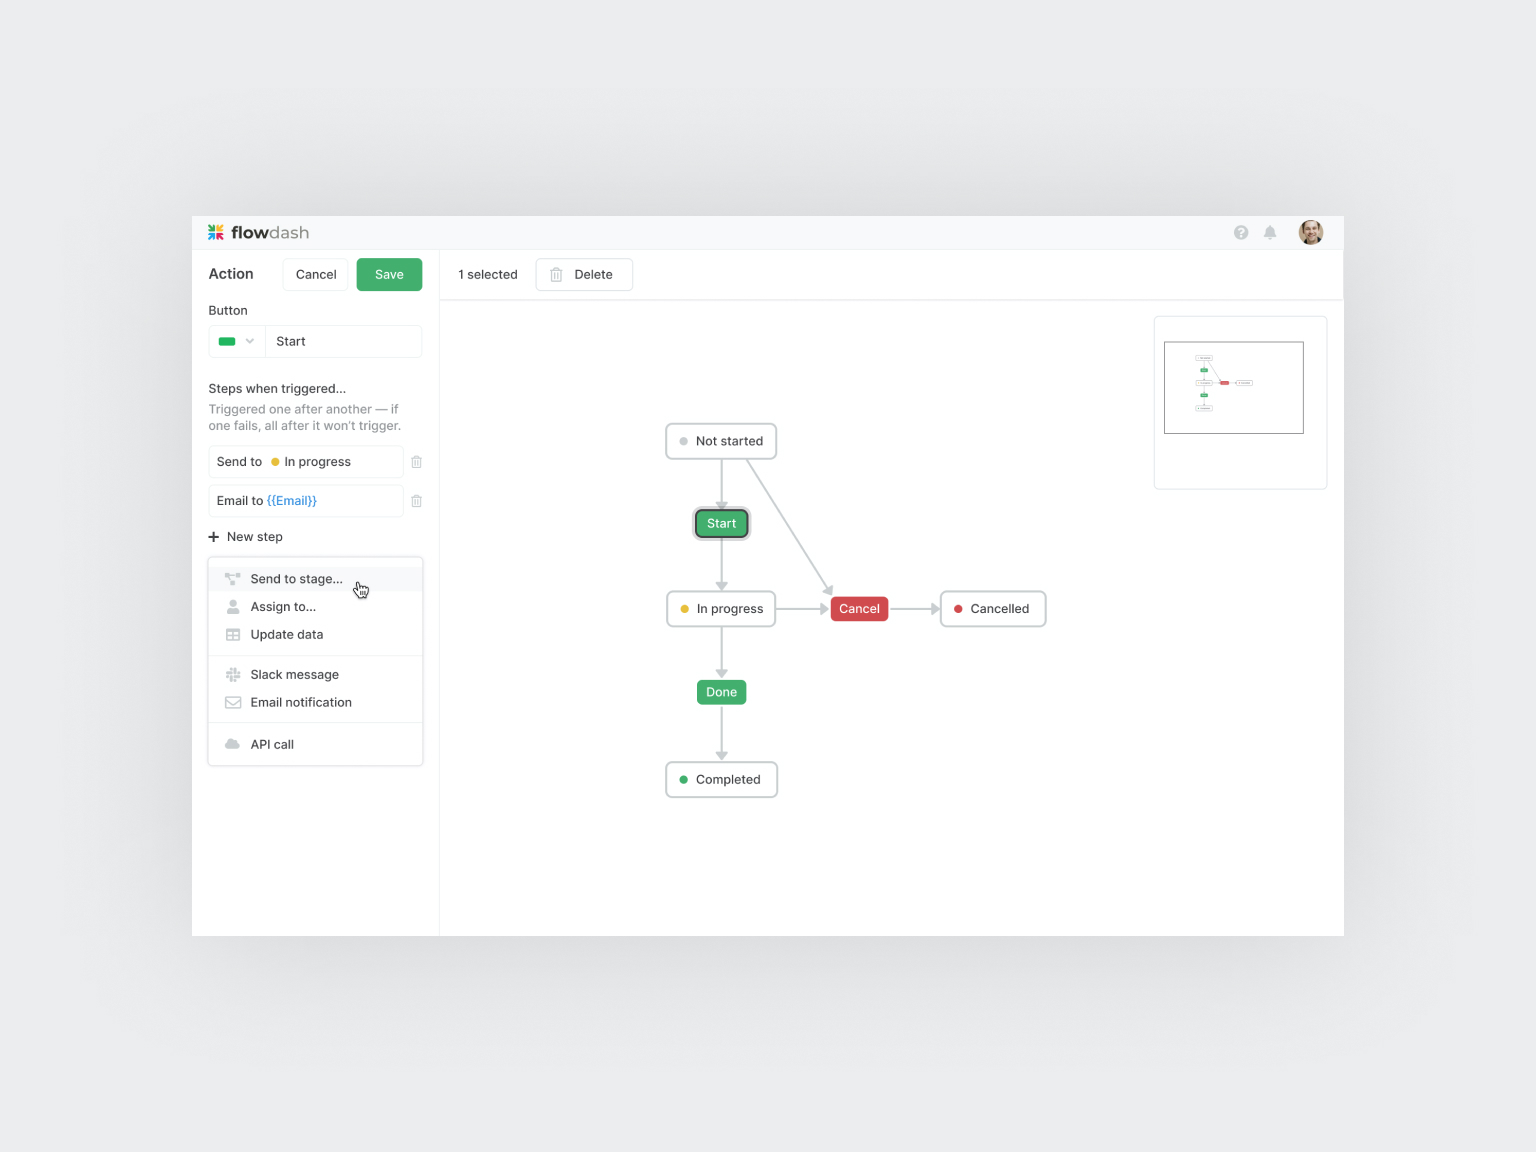 flowdash
Action
Cancel
Save
1 selected
Delete
Button
Start
Steps when triggered...
Triggered one after another — if
one fails, all after it won't trigger.
Send to In progress
Email to {{Email}}
New step
Send to stage...
Assign to...
Update data
Slack message
Email notification
API call
Not started
Start
In progress
Cancel
Cancelled
Done
Completed